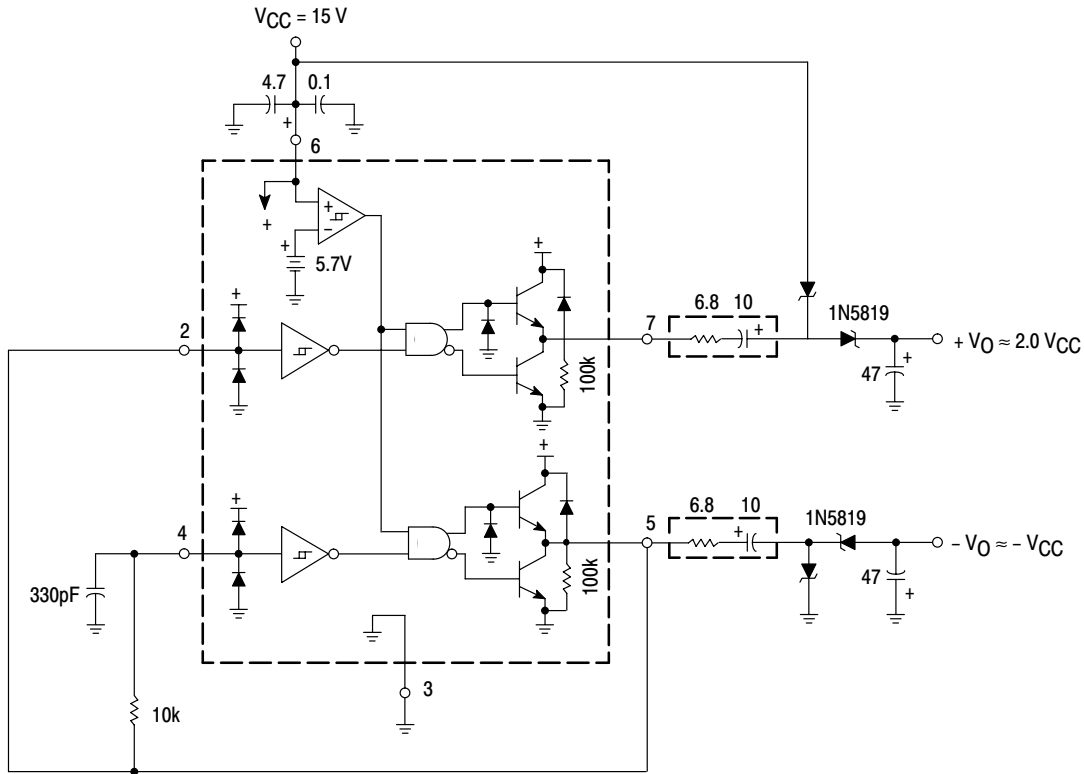 VCC = 15 V
4.7
0.1
+
6
+
+
−
+
5.7V
+
+
2
7
6.8
10
+
1N5819
+ VO ≈ 2.0 VCC
47
+
100k
+
+
4
5
6.8
10
+
1N5819
− VO ≈ − VCC
47
+
100k
330pF
3
10k